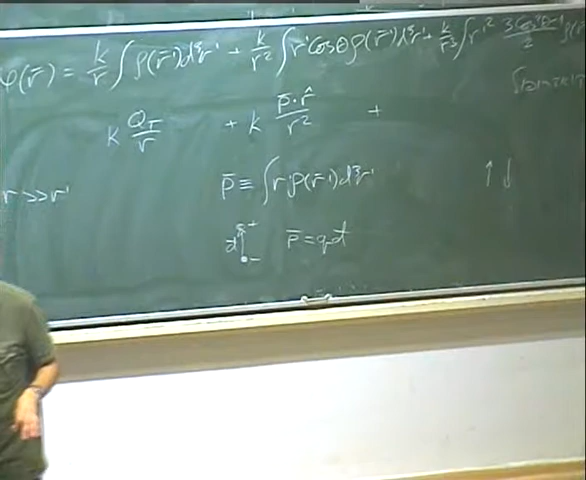 φ(r̄) = k/r ∫ρ(r̄')d³r' + k/r² ∫r'cosθ ρ(r̄')d³r' + k/r³ ∫r'² (3cos²θ-1)/2 ρ(r
k Q_T/r + k p̄·r̂/r² +
r >> r' p̄ ≡ ∫r'ρ(r̄')d³r' ↑↓
d + - p̄ = qd̄